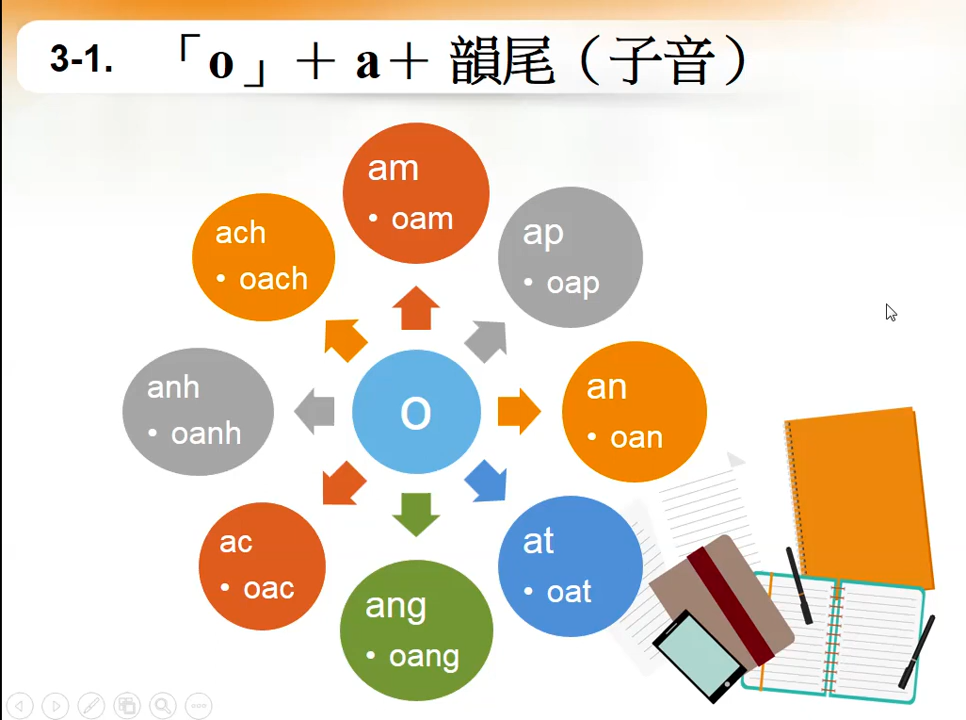 3-1. 「o」＋ a＋ 韻尾（子音）
am
• oam
ap
• oap
an
• oan
at
• oat
ang
• oang
ac
• oac
anh
• oanh
ach
• oach
o